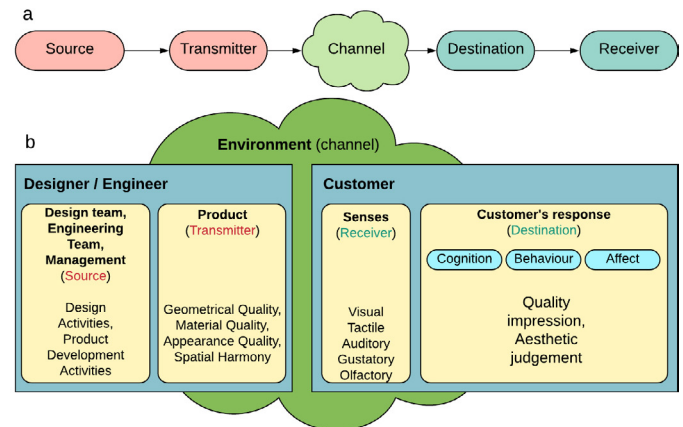 a
Source
Transmitter
Channel
Destination
Receiver
b
Environment (channel)
Designer / Engineer
Design team,
Engineering
Team,
Management
(Source)
Design
Activities,
Product
Development
Activities
Product
(Transmitter)
Geometrical Quality,
Material Quality,
Appearance Quality,
Spatial Harmony
Customer
Senses
(Receiver)
Visual
Tactile
Auditory
Gustatory
Olfactory
Customer's response
(Destination)
Cognition
Behaviour
Affect
Quality
impression,
Aesthetic
judgement